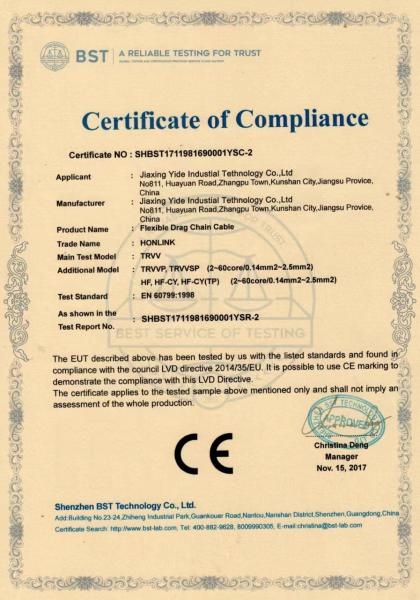 BST A RELIABLE TESTING FOR TRUST
Certificate of Compliance
Certificate NO : SHBST1711981690001YSC-2
Applicant : Jiaxing Yide Industial Tethnology Co.,Ltd
No811, Huayuan Road,Zhangpu Town,Kunshan City,Jiangsu Provice,
China
Manufacturer : Jiaxing Yide Industial Tethnology Co.,Ltd
No811, Huayuan Road,Zhangpu Town,Kunshan City,Jiangsu Provice,
China
Product Name : Flexible Drag Chain Cable
Trade Name : HONLINK
Main Test Model : TRVV
Additional Model : TRVVP, TRVVSP (2~60core/0.14mm2~2.5mm2)
HF, HF-CY, HF-CY(TP) (2~60core/0.14mm2~2.5mm2)
Test Standard : EN 60799:1998
As shown in the
Test Report No. : SHBST1711981690001YSR-2
BEST SERVICE OF TESTING
The EUT described above has been tested by us with the listed standards and found in
compliance with the council LVD directive 2014/35/EU. It is possible to use CE marking to
demonstrate the compliance with this LVD Directive.
The certificate applies to the tested sample above mentioned only and shall not imply an
assessment of the whole production.
APPROVED
CE
Christina Deng
Manager
Nov. 15, 2017
Shenzhen BST Technology Co., Ltd.
Add:Building No.23-24,Zhiheng Industrial Park,Guankouer Road,Nantou,Nanshan District,Shenzhen,Guangdong,China
Certificate Search: http://www.bst-lab.com, Tel: 400-882-9628, 8009990305, E-mail:christina@bst-lab.com